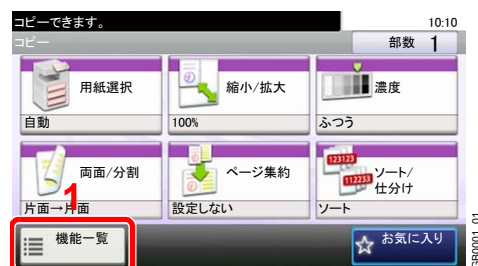 コピーできます。
10:10
コピー
部数 1
用紙選択
自動
縮小/拡大
100%
濃度
ふつう
両面/分割
片面→片面
1
ページ集約
設定しない
123123
112233
ソート/
仕分け
ソート
機能一覧
お気に入り
GB0001_01